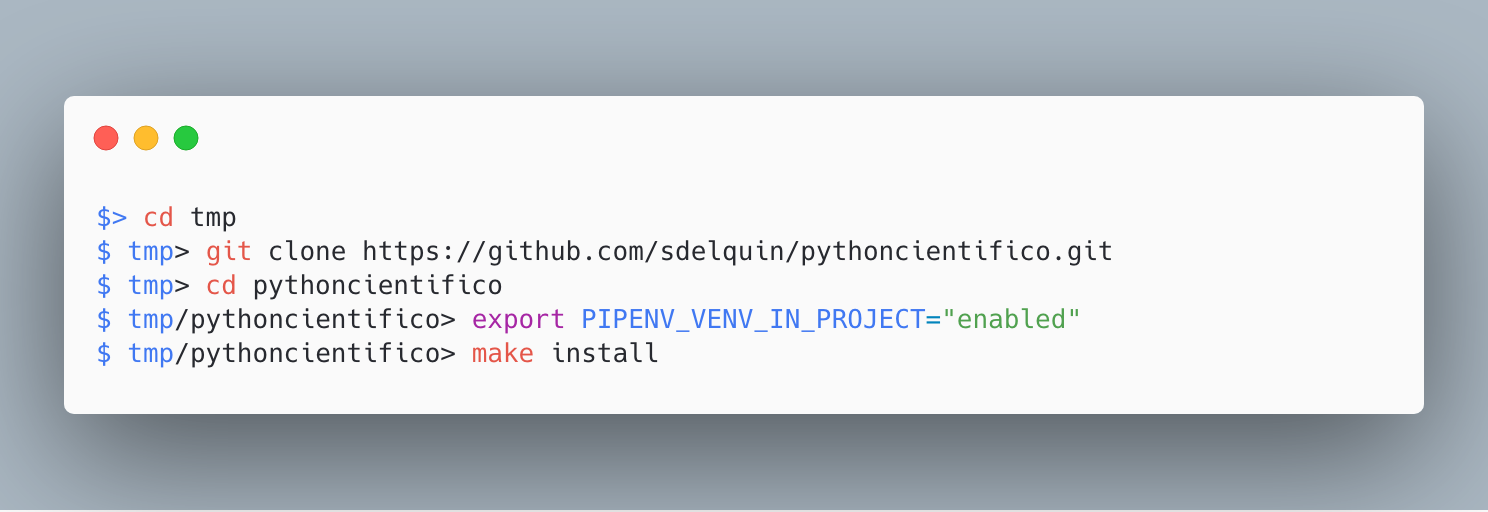 $> cd tmp
$ tmp> git clone https://github.com/sdelquin/pythoncientifico.git
$ tmp> cd pythoncientifico
$ tmp/pythoncientifico> export PIPENV_VENV_IN_PROJECT="enabled"
$ tmp/pythoncientifico> make install